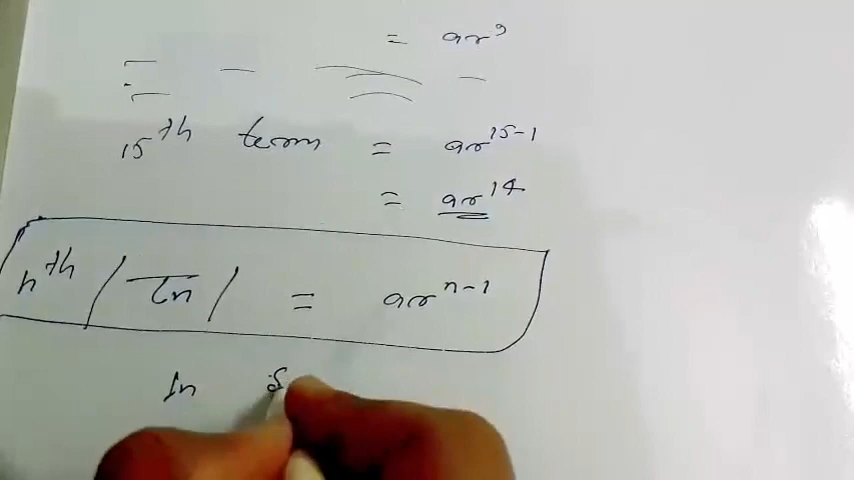 = ar⁹
15th term = ar¹⁵⁻¹
= ar¹⁴
nth / Tn / = arⁿ⁻¹
In